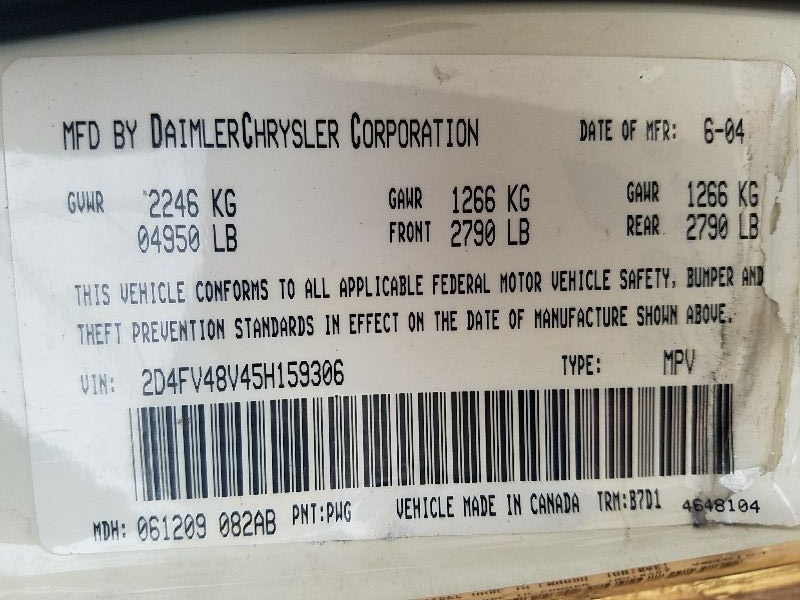 MFD BY DAIMLERCHRYSLER CORPORATION DATE OF MFR: 6-04
GVWR 2246 KG GAWR 1266 KG GAWR 1266 KG
04950 LB FRONT 2790 LB REAR 2790 LB
THIS VEHICLE CONFORMS TO ALL APPLICABLE FEDERAL MOTOR VEHICLE SAFETY, BUMPER AND
THEFT PREVENTION STANDARDS IN EFFECT ON THE DATE OF MANUFACTURE SHOWN ABOVE.
VIN: 2D4FV48V45H159306 TYPE: MPV
MDH: 061209 082AB PNT:PWG VEHICLE MADE IN CANADA TRM:B7D1 4648104